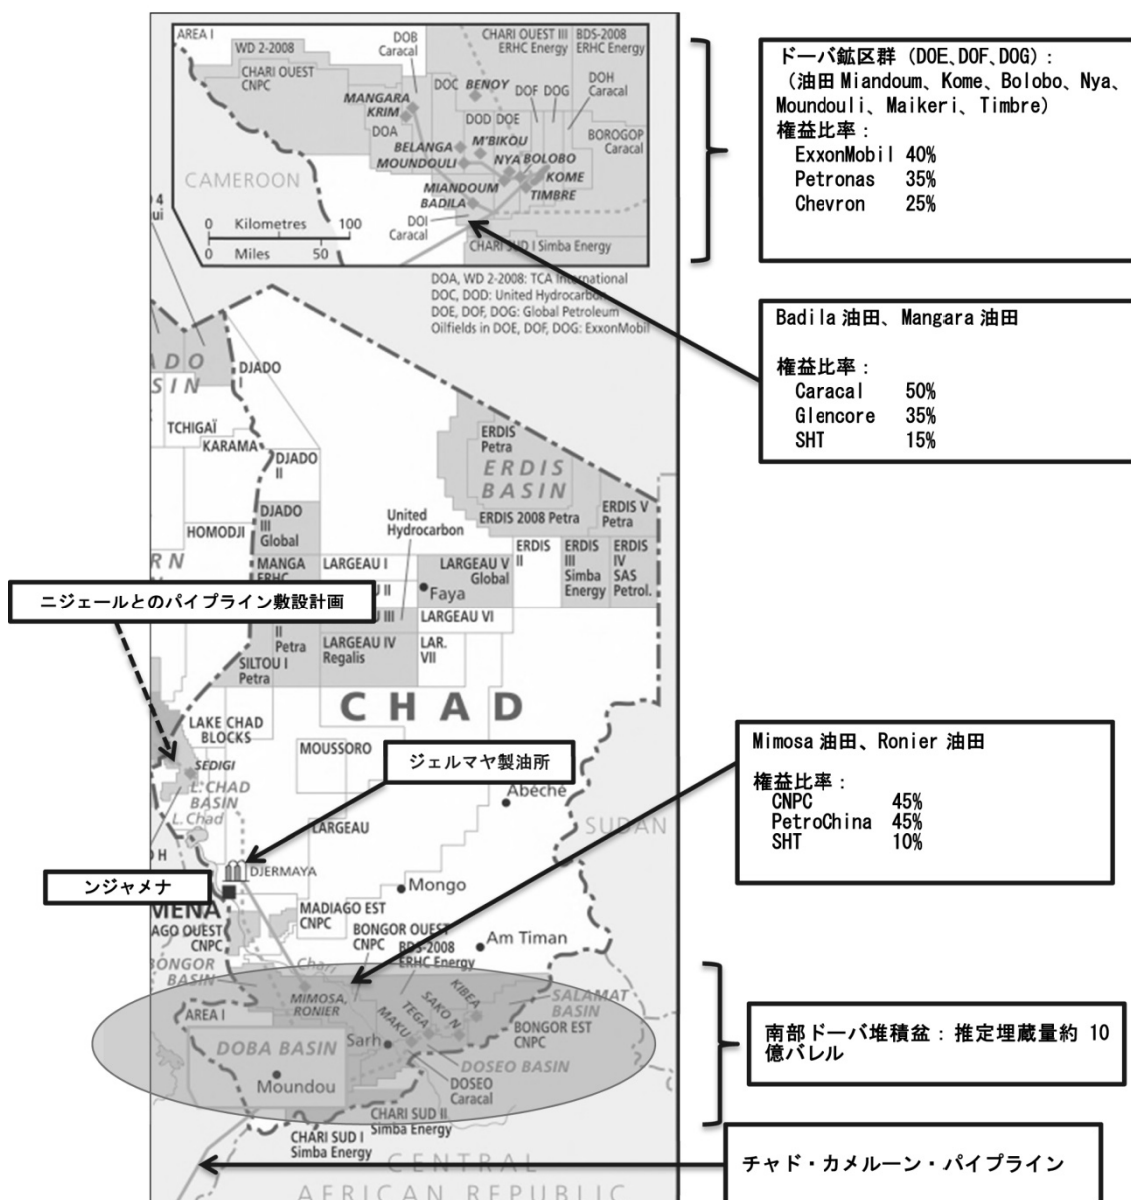 AREA I
WD 2-2008
CHARI OUEST
CNPC
DOB
Caracal
CHARI OUEST III
ERHC Energy
BDS-2008
ERHC Energy
DOC
BENOY
DOF
DOG
DOH
Caracal
MANGARA
KRIM
DOA
DOD
DOE
BELANGA
M'BIKOU
MOUNDOULI
NYA
BOLOBO
BOROGOP
Caracal
KOME
CAMEROON
MIANDOUM
TIMBRE
BADILA
DOI
Caracal
0 Kilometres 100
0 Miles 50
CHARI SUD I Simba Energy
DOA, WD 2-2008: TCA International
DOC, DOD: United Hydrocarbon
DOE, DOF, DOG: Global Petroleum
Oilfields in DOE, DOF, DOG: ExxonMobil
ドーバ鉱区群 (DOE、DOF、DOG):
(油田 Miandoum、Kome、Bolobo、Nya、
Moundouli、Maikeri、Timbre)
権益比率:
ExxonMobil 40%
Petronas 35%
Chevron 25%
Badila 油田、Mangara 油田
権益比率:
Caracal 50%
Glencore 35%
SHT 15%
DJADO
I
TCHIGAÏ
KARAMA
DJADO
II
HOMODJI
DJADO
III
Global
MANGA
ERHC
United
Hydrocarbon
ERDIS
Petra
ERDIS
BASIN
ERDIS 2008 Petra
ERDIS V
Petra
LARGEAU I
LARGEAU V
Global
ERDIS
II
ERDIS
III
Simba
Energy
ERDIS
IV
SAS
Petrol.
Faya
ニジェールとのパイプライン敷設計画
II
III
LARGEAU VI
II
Petra
LARGEAU IV
Regalis
LAR.
VII
SILTOU I
Petra
CHAD
LAKE CHAD
BLOCKS
MOUSSORO
SEDIGI
L. CHAD
BASIN
L. Chad
ジェルマヤ製油所
Abéché
LARGEAU
SUDAN
DJERMAYA
ンジャメナ
MENA
AGO OUEST
CNPC
Mongo
MADIAGO EST
CNPC
BONGOR OUEST
CNPC
BDS-2008
ERHC Energy
Am Timan
Mimosa 油田、Ronier 油田
権益比率:
CNPC 45%
PetroChina 45%
SHT 10%
BONGOR
BASIN
Chari
MIMOSA,
RONIER
AREA I
MAKU
TEGA
SAKO N
KIBEA
SALAMAT
BASIN
BONGOR EST
CNPC
DOBA BASIN
Sarh
DOSEO BASIN
Moundou
DOSEO
Caracal
CHARI SUD II
Simba Energy
CHARI SUD I
Simba Energy
CENTRAL
AFRICAN REPUBLIC
南部ドーバ堆積盆:推定埋蔵量約 10
億バレル
チャド・カメルーン・パイプライン